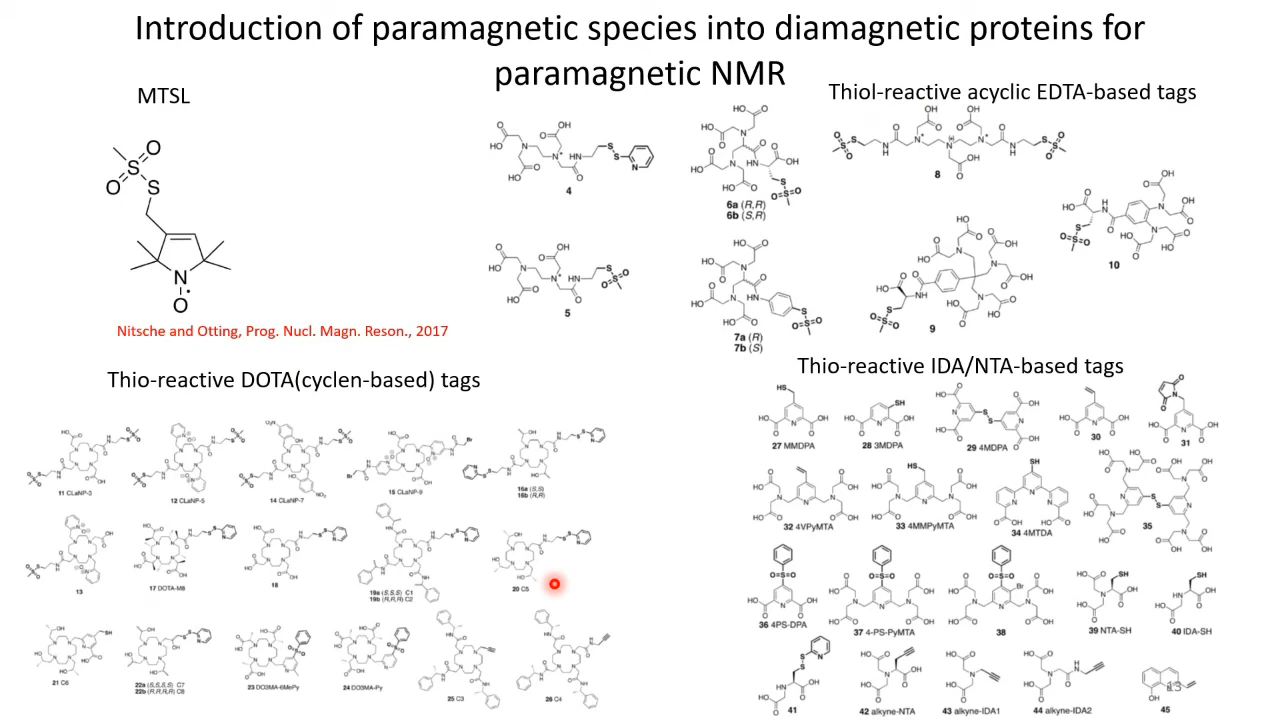 Introduction of paramagnetic species into diamagnetic proteins for
paramagnetic NMR
MTSL
Nitsche and Otting, Prog. Nucl. Magn. Reson., 2017
Thiol-reactive acyclic EDTA-based tags
4
5
6a (R,R)
6b (S,R)
7a (R)
7b (S)
8
9
10
Thio-reactive DOTA(cyclen-based) tags
11 CLaNP-3
12 CLaNP-5
14 CLaNP-7
15 CLaNP-9
16a (S,S)
16b (R,R)
13
17 DOTA-M8
18
19a (S,S,S) C1
19b (R,R,R) C2
20 C5
21 C6
22a (S,S,S,S) C7
22b (R,R,R,R) C8
23 DO3MA-6MePy
24 DO3MA-Py
25 C3
26 C4
Thio-reactive IDA/NTA-based tags
27 MMDPA
28 3MDPA
29 4MDPA
30
31
32 4VPyMTA
33 4MMPyMTA
34 4MTDA
35
36 4PS-DPA
37 4-PS-PyMTA
38
39 NTA-SH
40 IDA-SH
41
42 alkyne-NTA
43 alkyne-IDA1
44 alkyne-IDA2
45
13